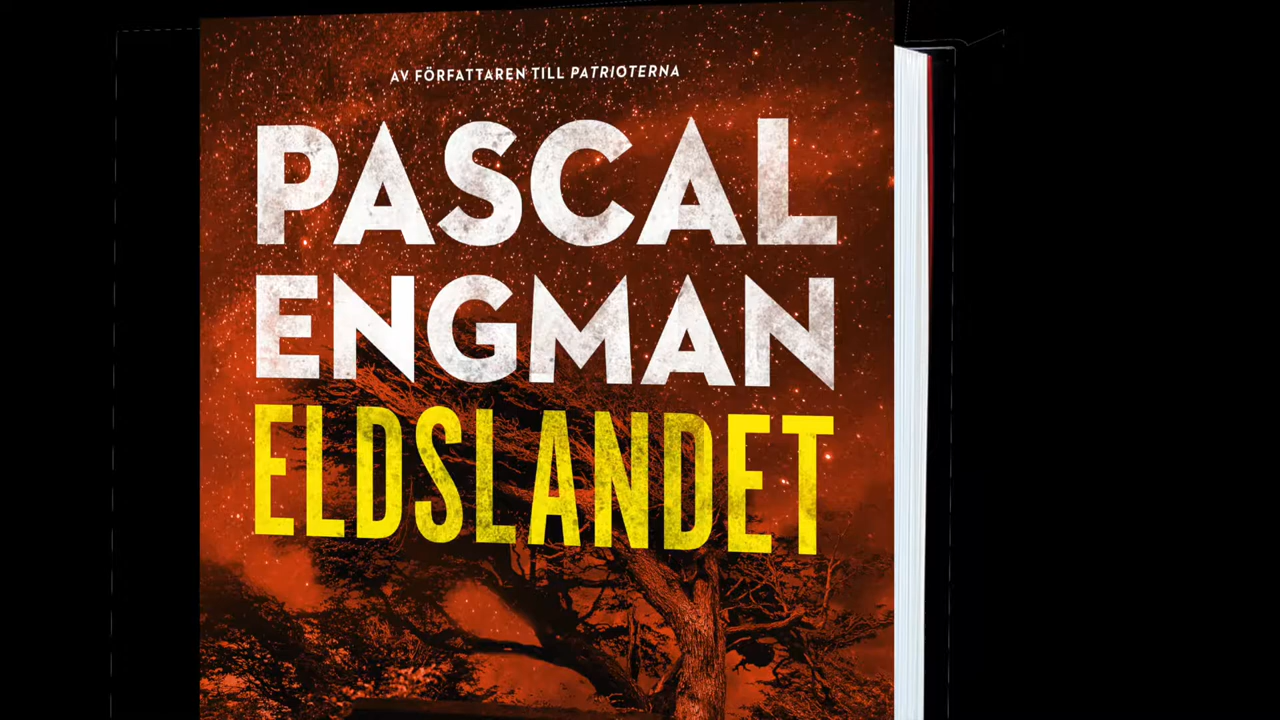 AV FÖRFATTAREN TILL PATRIOTERNA
PASCAL
ENGMAN
ELDSLANDET